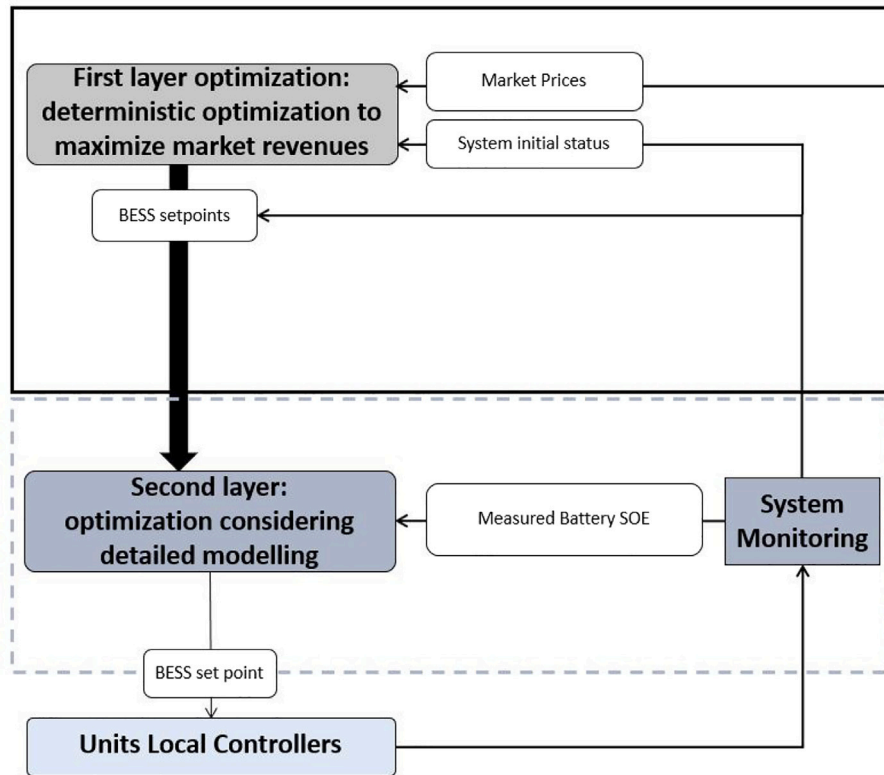 First layer optimization:
deterministic optimization to
maximize market revenues
Market Prices
System initial status
BESS setpoints
Second layer:
optimization considering
detailed modelling
Measured Battery SOE
System
Monitoring
BESS set point
Units Local Controllers